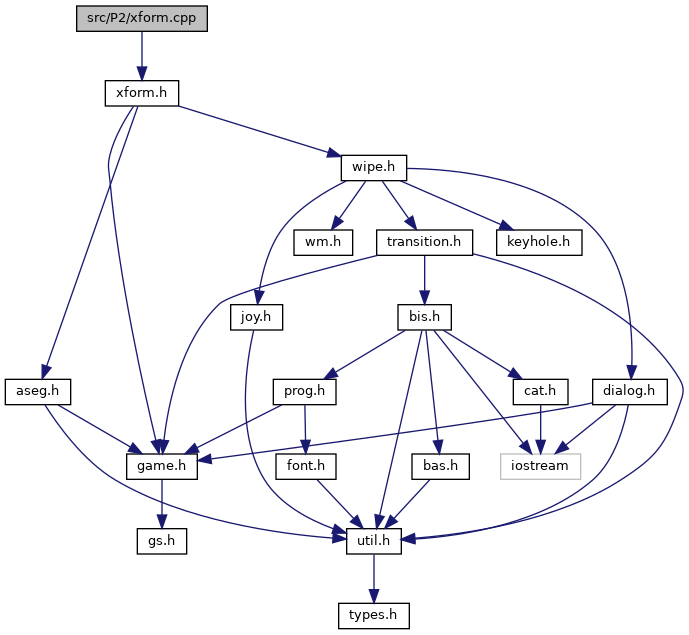 src/P2/xform.cpp
xform.h
wipe.h
wm.h
transition.h
keyhole.h
joy.h
bis.h
aseg.h
prog.h
cat.h
dialog.h
game.h
font.h
bas.h
iostream
gs.h
util.h
types.h